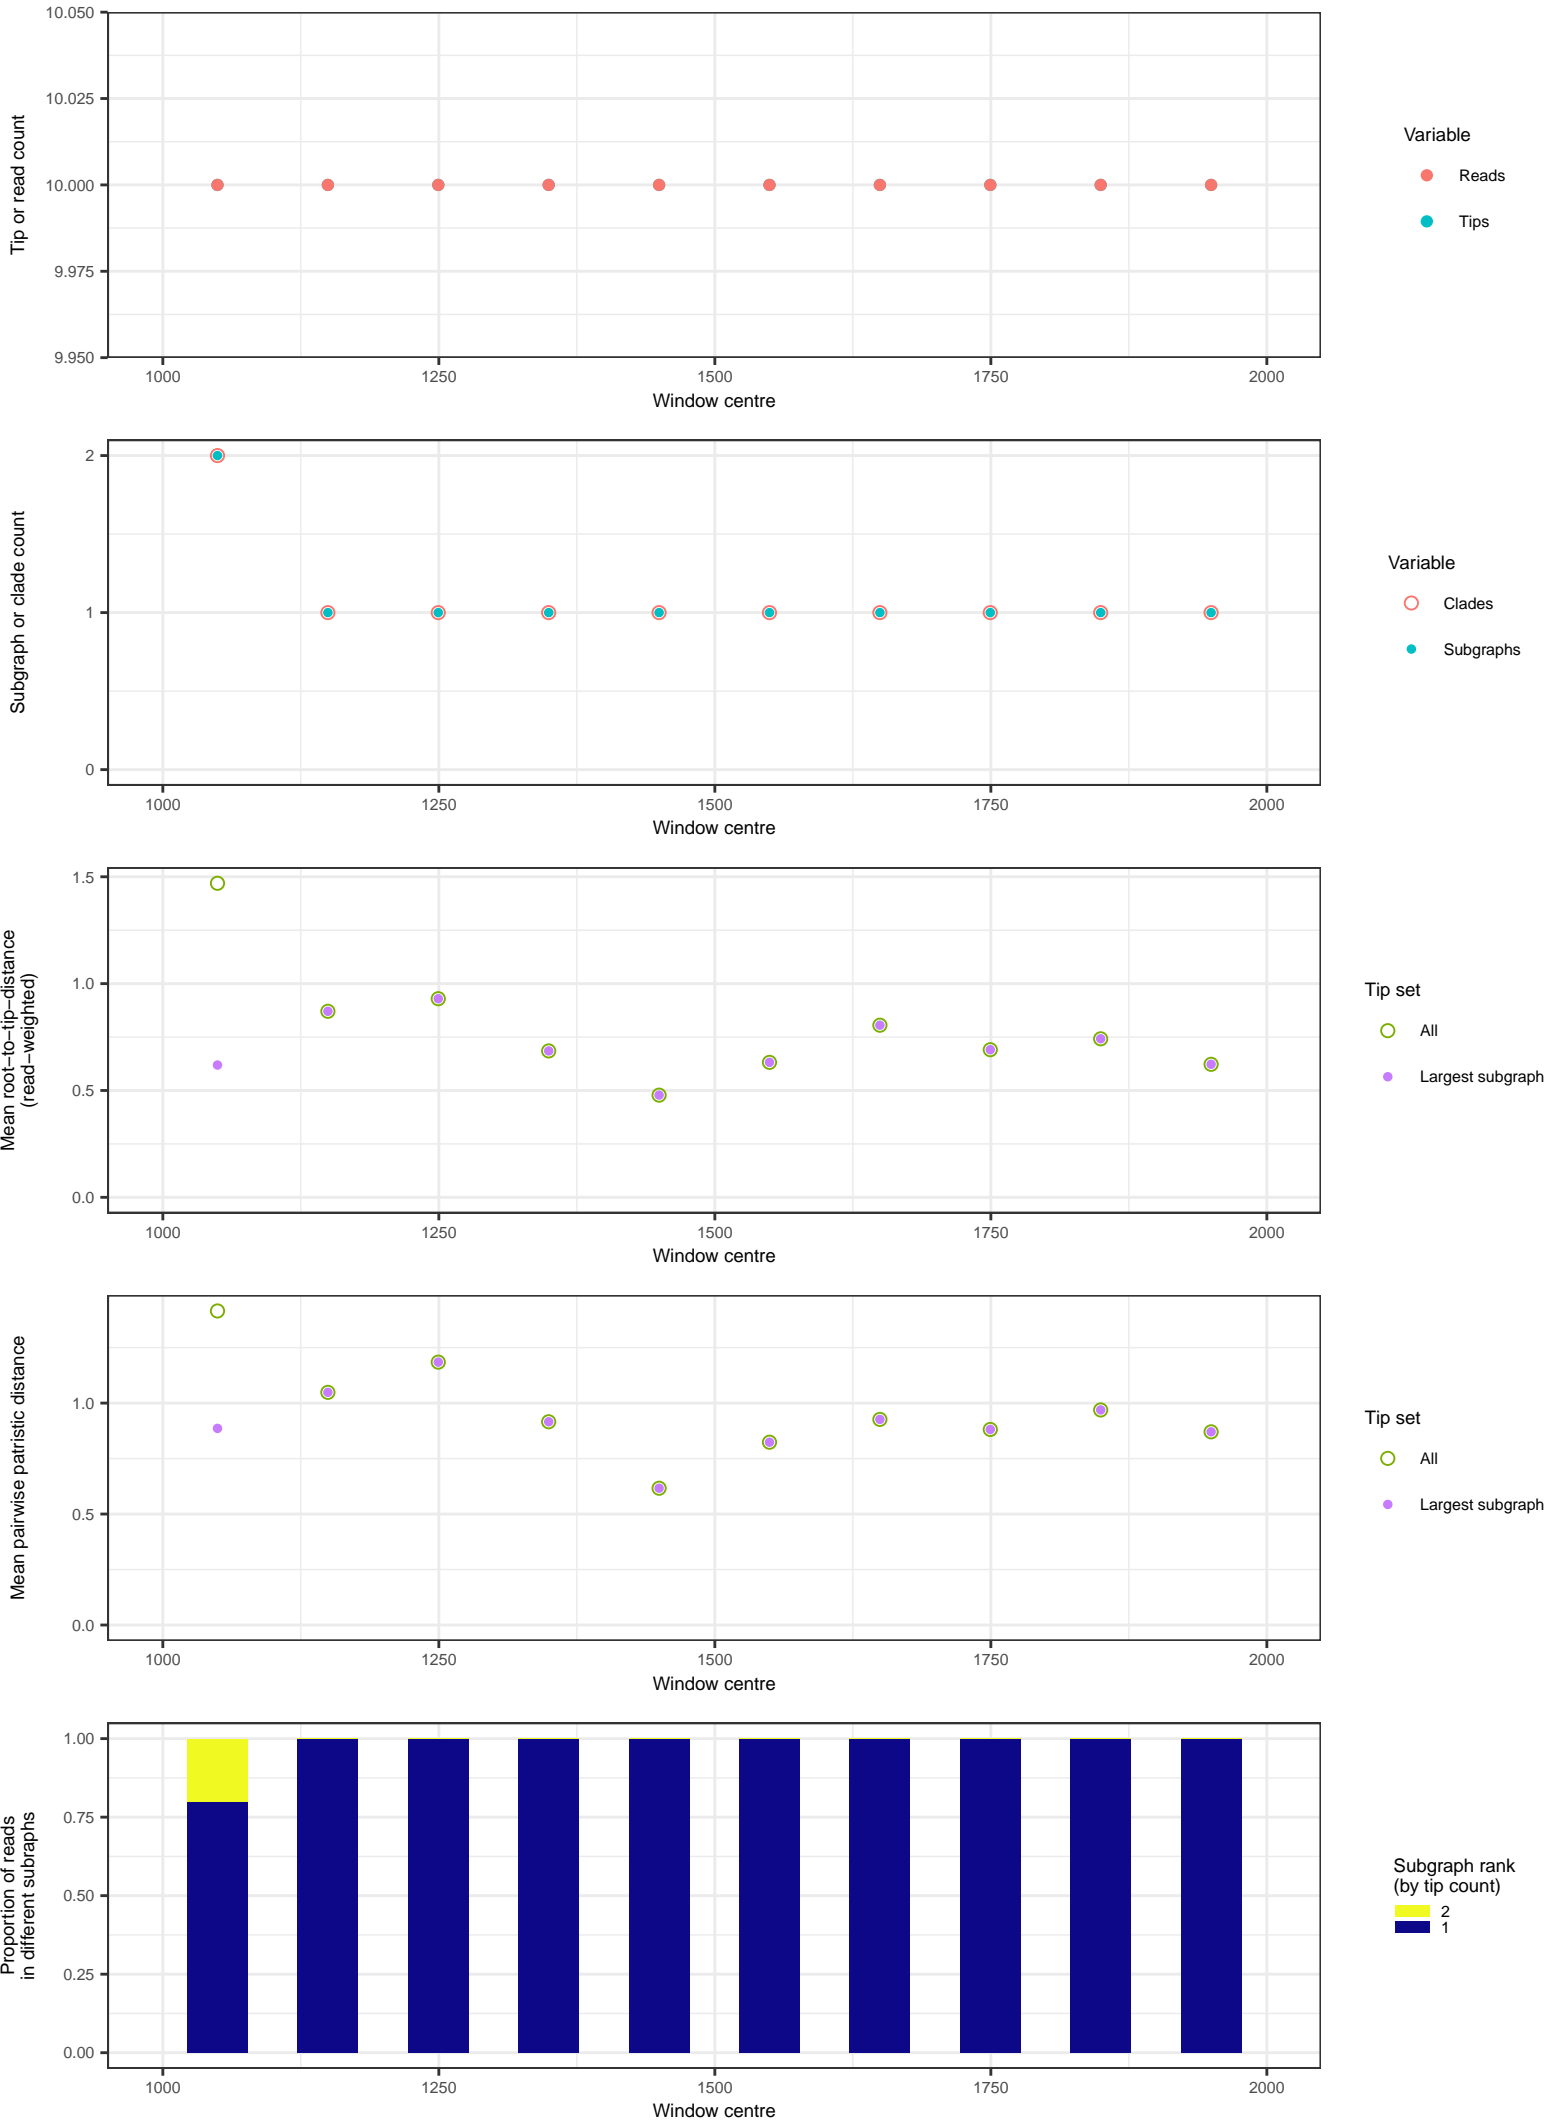 10.050
10.025
10.000
9.975
9.950
Tip or read count
1000
1250
1500
1750
2000
Window centre
Variable
Reads
Tips
2
1
0
Subgraph or clade count
1000
1250
1500
1750
2000
Window centre
Variable
Clades
Subgraphs
1.5
1.0
0.5
0.0
Mean root−to−tip−distance
(read−weighted)
1000
1250
1500
1750
2000
Window centre
Tip set
All
Largest subgraph
1.0
0.5
0.0
Mean pairwise patristic distance
1000
1250
1500
1750
2000
Window centre
Tip set
All
Largest subgraph
1.00
0.75
0.50
0.25
0.00
Proportion of reads
in different subraphs
1000
1250
1500
1750
2000
Window centre
Subgraph rank
(by tip count)
2
1